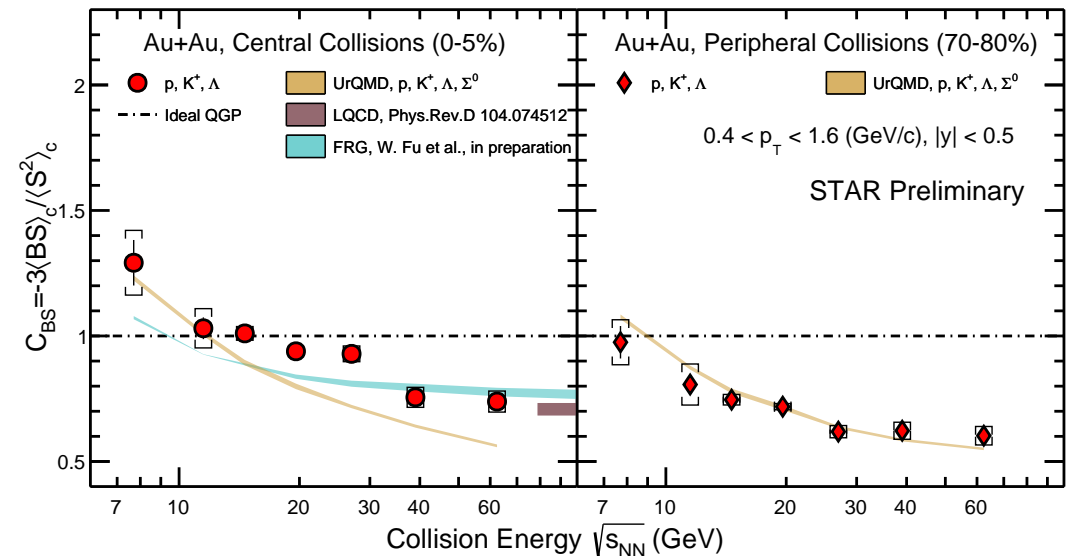 Au+Au, Central Collisions (0-5%)
p, K⁺, Λ
Ideal QGP
UrQMD, p, K⁺, Λ, Σ⁰
LQCD, Phys.Rev.D 104.074512
FRG, W. Fu et al., in preparation
Au+Au, Peripheral Collisions (70-80%)
p, K⁺, Λ
UrQMD, p, K⁺, Λ, Σ⁰
0.4 < p_T < 1.6 (GeV/c), |y| < 0.5
STAR Preliminary
C_BS=-3⟨BS⟩_c/⟨S²⟩_c
2
1.5
1
0.5
7 10 20 30 60
7 10 20 30 60
Collision Energy √s_NN (GeV)